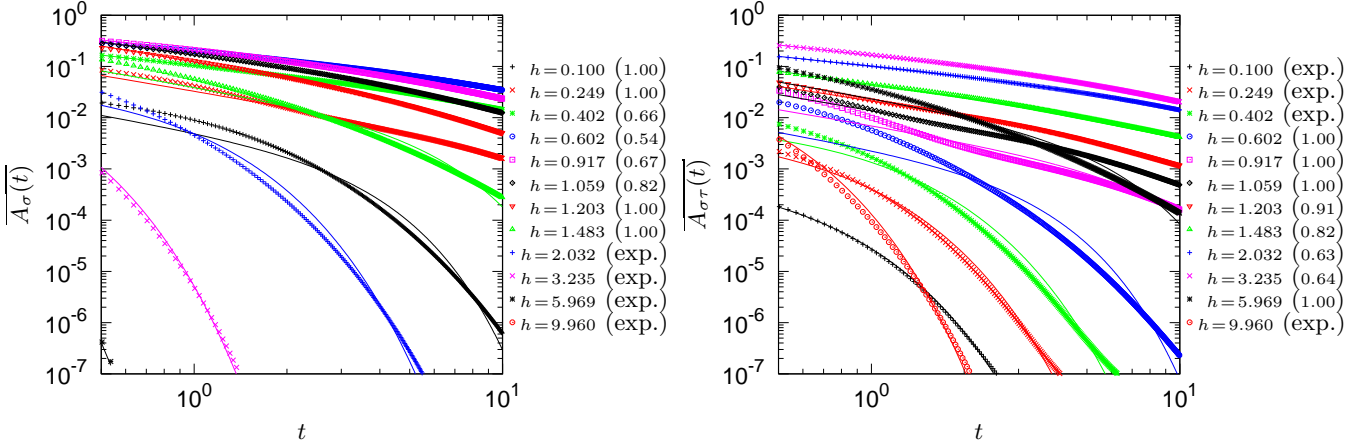 10^0
10^-1
10^-2
10^-3
10^-4
10^-5
10^-6
10^-7
A_σ(t)
10^0
10^1
t
h=0.100 (1.00)
h=0.249 (1.00)
h=0.402 (0.66)
h=0.602 (0.54)
h=0.917 (0.67)
h=1.059 (0.82)
h=1.203 (1.00)
h=1.483 (1.00)
h=2.032 (exp.)
h=3.235 (exp.)
h=5.969 (exp.)
h=9.960 (exp.)
10^0
10^-1
10^-2
10^-3
10^-4
10^-5
10^-6
10^-7
A_στ(t)
10^0
10^1
t
h=0.100 (exp.)
h=0.249 (exp.)
h=0.402 (exp.)
h=0.602 (1.00)
h=0.917 (1.00)
h=1.059 (1.00)
h=1.203 (0.91)
h=1.483 (0.82)
h=2.032 (0.63)
h=3.235 (0.64)
h=5.969 (1.00)
h=9.960 (exp.)